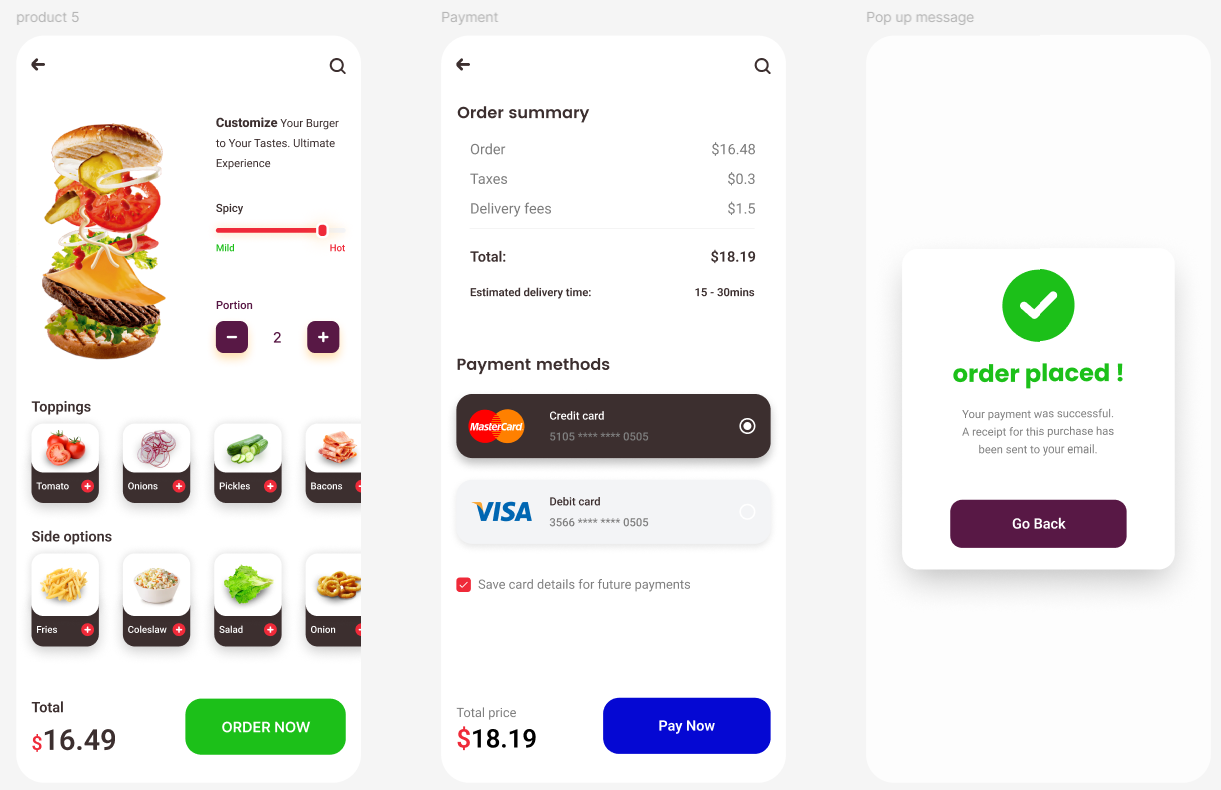 product 5
Customize Your Burger
to Your Tastes. Ultimate
Experience
Spicy
Mild Hot
Portion
2
Toppings
Tomato Onions Pickles Bacons
Side options
Fries Coleslaw Salad Onion
Total
$16.49
ORDER NOW
Payment
Order summary
Order $16.48
Taxes $0.3
Delivery fees $1.5
Total: $18.19
Estimated delivery time: 15 - 30mins
Payment methods
MasterCard
Credit card
5105 **** **** 0505
VISA
Debit card
3566 **** **** 0505
Save card details for future payments
Total price
$18.19
Pay Now
Pop up message
order placed !
Your payment was successful.
A receipt for this purchase has
been sent to your email.
Go Back